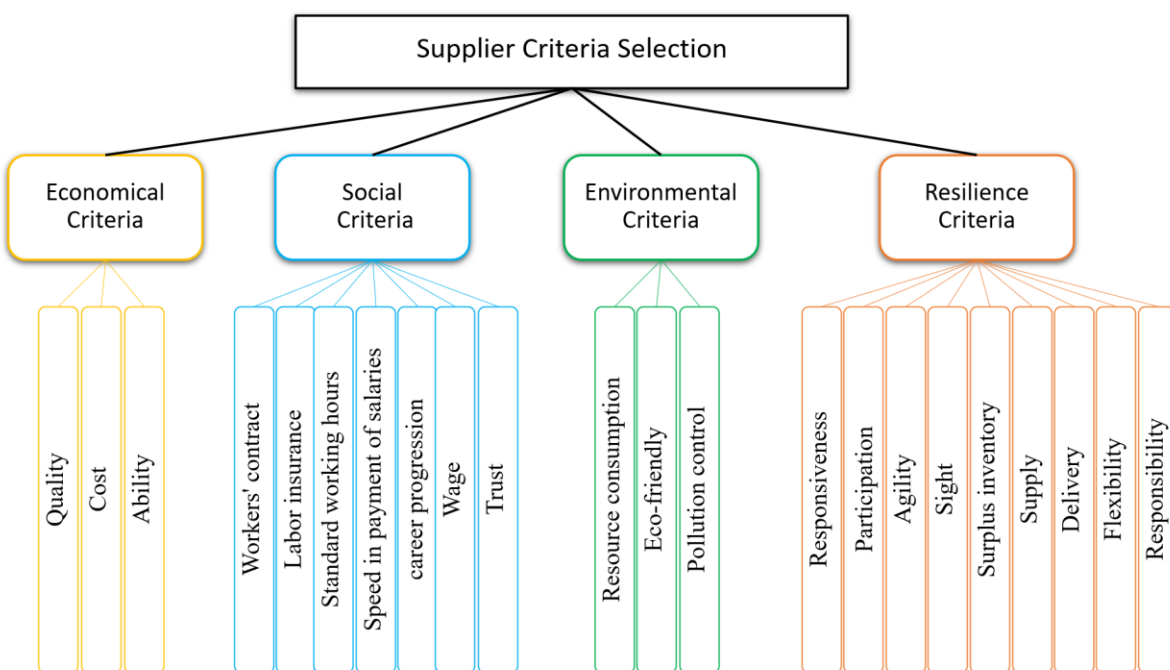 Supplier Criteria Selection
Economical
Criteria
Social
Criteria
Environmental
Criteria
Resilience
Criteria
Quality
Cost
Ability
Workers' contract
Labor insurance
Standard working hours
Speed in payment of salaries
career progression
Wage
Trust
Resource consumption
Eco-friendly
Pollution control
Responsiveness
Participation
Agility
Sight
Surplus inventory
Supply
Delivery
Flexibility
Responsibility